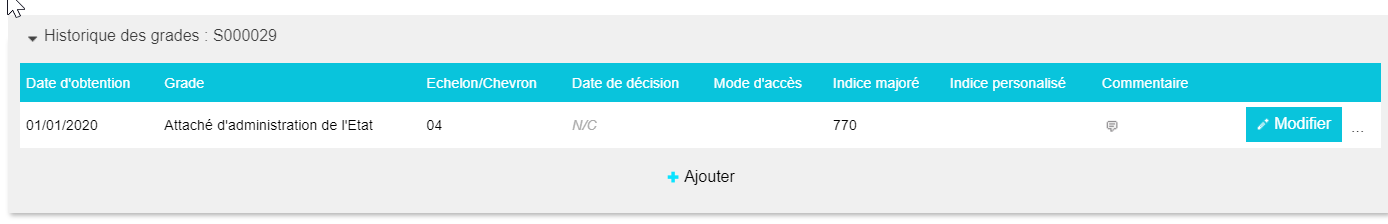 Historique des grades : S000029
Date d'obtention Grade Echelon/Chevron Date de décision Mode d'accès Indice majoré Indice personalisé Commentaire
01/01/2020 Attaché d'administration de l'Etat 04 N/C 770 Modifier ...
Ajouter